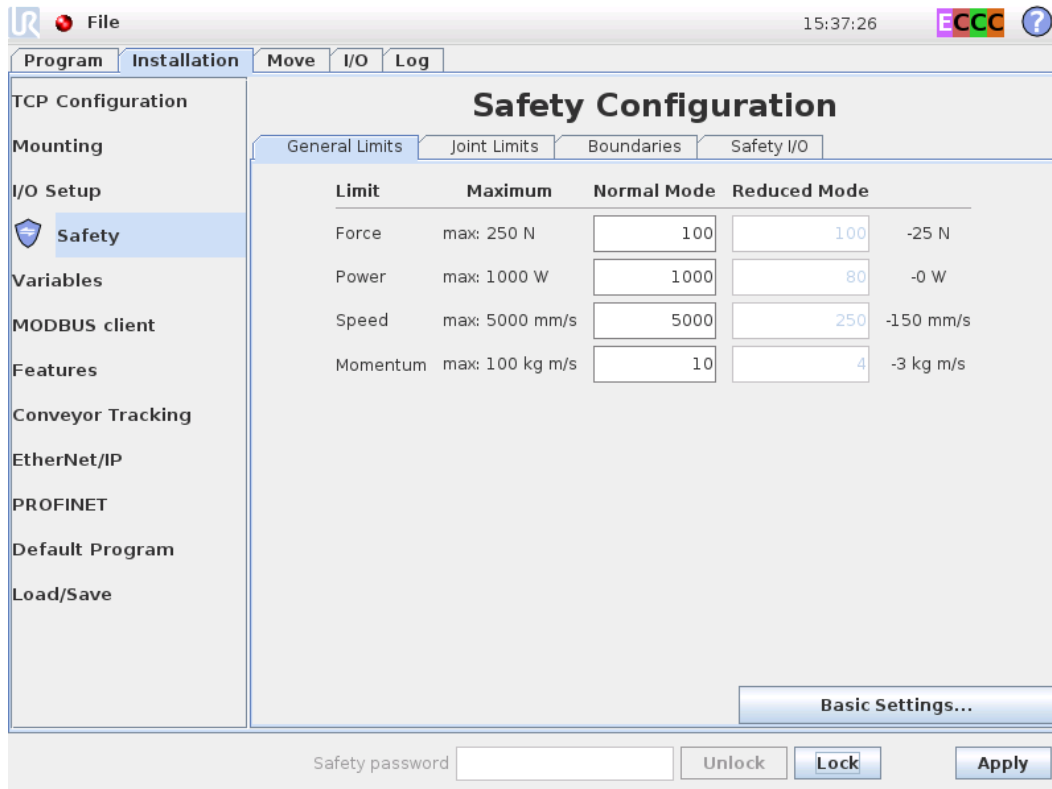 UR File 15:37:26 ECCC ?
Program Installation Move I/O Log
TCP Configuration
Mounting
I/O Setup
Safety
Variables
MODBUS client
Features
Conveyor Tracking
EtherNet/IP
PROFINET
Default Program
Load/Save
Safety Configuration
General Limits Joint Limits Boundaries Safety I/O
Limit Maximum Normal Mode Reduced Mode
Force max: 250 N 100 100 -25 N
Power max: 1000 W 1000 80 -0 W
Speed max: 5000 mm/s 5000 250 -150 mm/s
Momentum max: 100 kg m/s 10 4 -3 kg m/s
Basic Settings...
Safety password Unlock Lock Apply